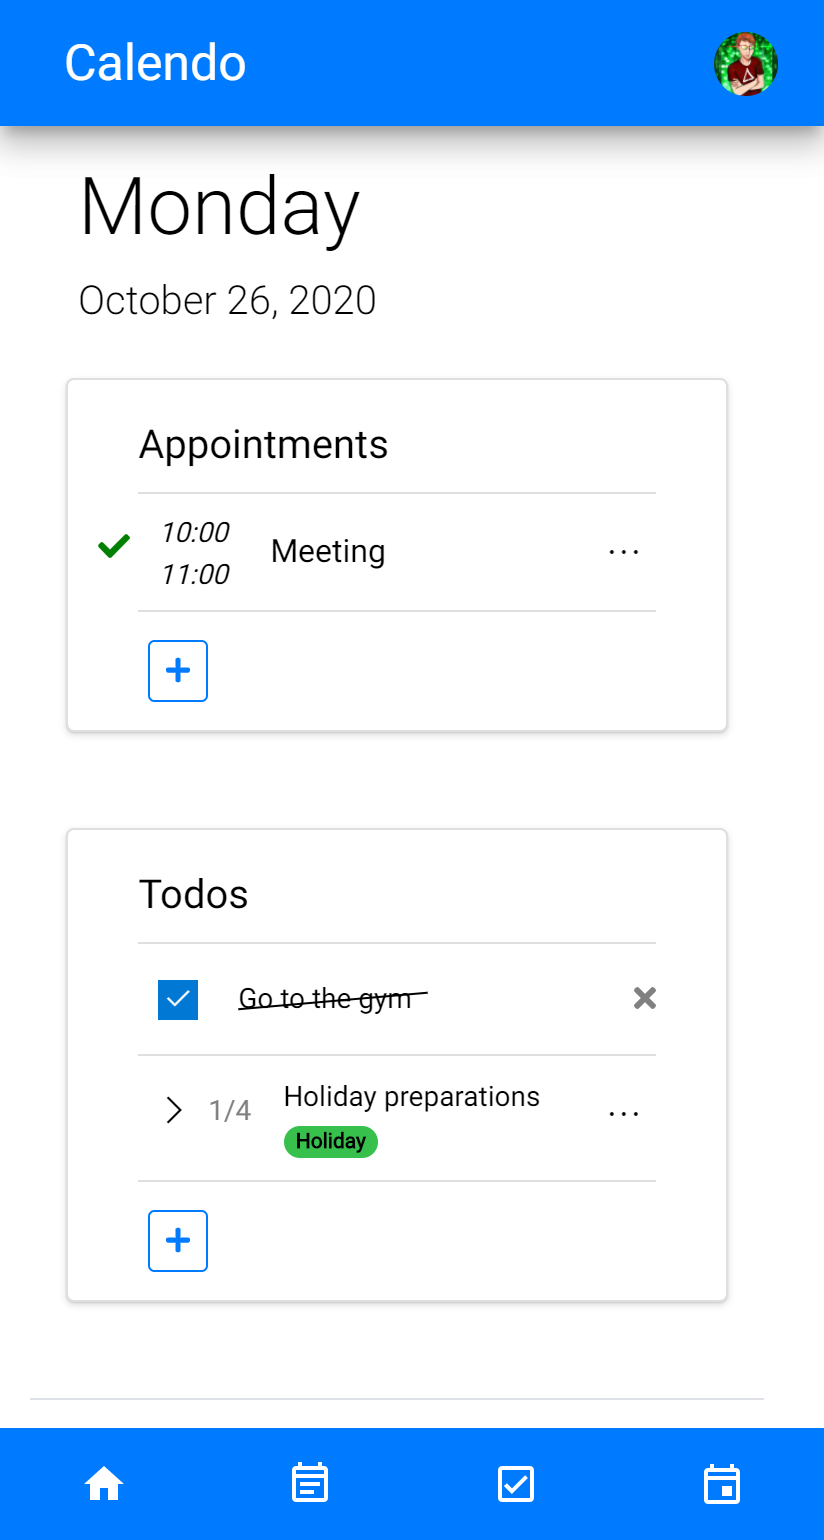 Calendo
Monday
October 26, 2020
Appointments
10:00
11:00
Meeting
...
Todos
Go to the gym
1/4
Holiday preparations
...
Holiday